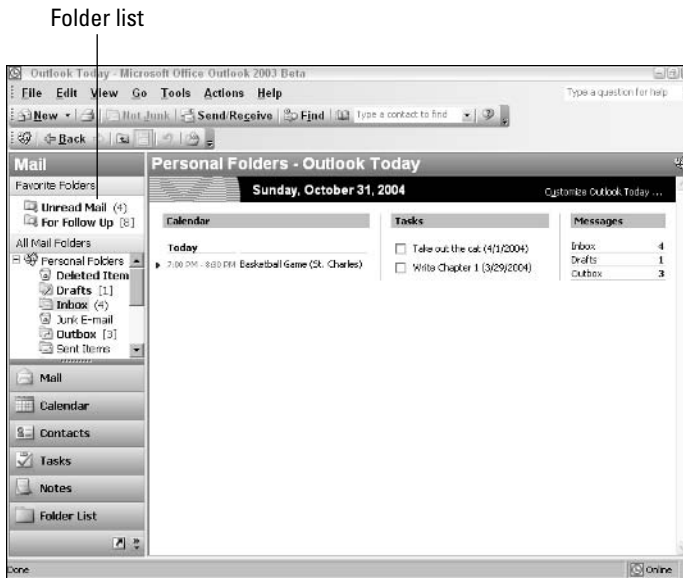 Folder list
Outlook Today - Microsoft Office Outlook 2003 Beta
File Edit View Go Tools Actions Help
Type a question for help
New Not Junk Send/Receive Find Type a contact to find
Back
Mail
Personal Folders - Outlook Today
Favorite Folders
Unread Mail (4)
For Follow Up [8]
All Mail Folders
Personal Folders
Deleted Item
Drafts [1]
Inbox (4)
Junk E-mail
Outbox [3]
Sent Items
Mail
Calendar
Contacts
Tasks
Notes
Folder List
Sunday, October 31, 2004
Customize Outlook Today ...
Calendar
Today
7:00 PM - 8:30 PM Basketball Game (St. Charles)
Tasks
Take out the cat (4/1/2004)
Write Chapter 1 (3/29/2004)
Messages
Inbox 4
Drafts 1
Outbox 3
Done
Online